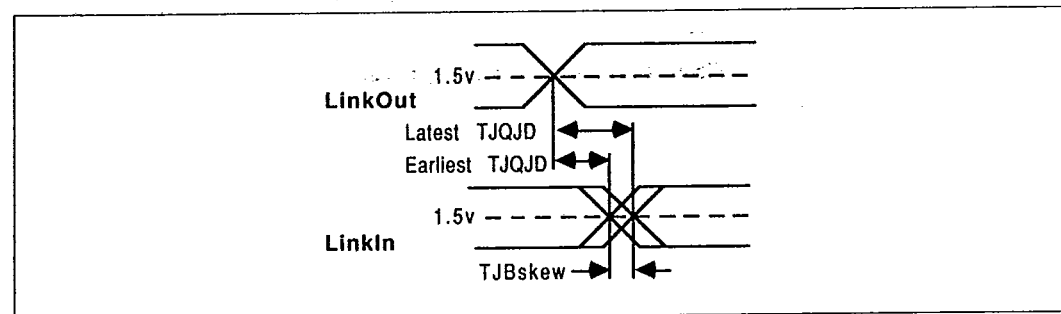 1.5v
LinkOut
Latest TJQJD
Earliest TJQJD
1.5v
LinkIn
TJBskew